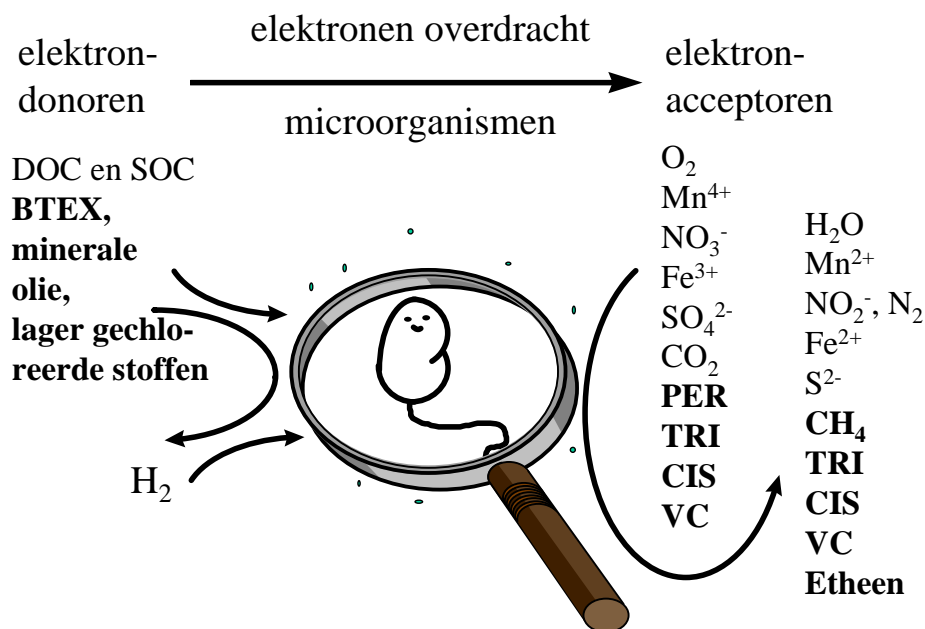 elektronen overdracht
elektron-
donoren
elektron-
acceptoren
microorganismen
DOC en SOC
BTEX,
minerale
olie,
lager gechlo-
reerde stoffen
H₂
O₂
Mn⁴⁺
NO₃⁻
Fe³⁺
SO₄²⁻
CO₂
PER
TRI
CIS
VC
H₂O
Mn²⁺
NO₂⁻, N₂
Fe²⁺
S²⁻
CH₄
TRI
CIS
VC
Etheen